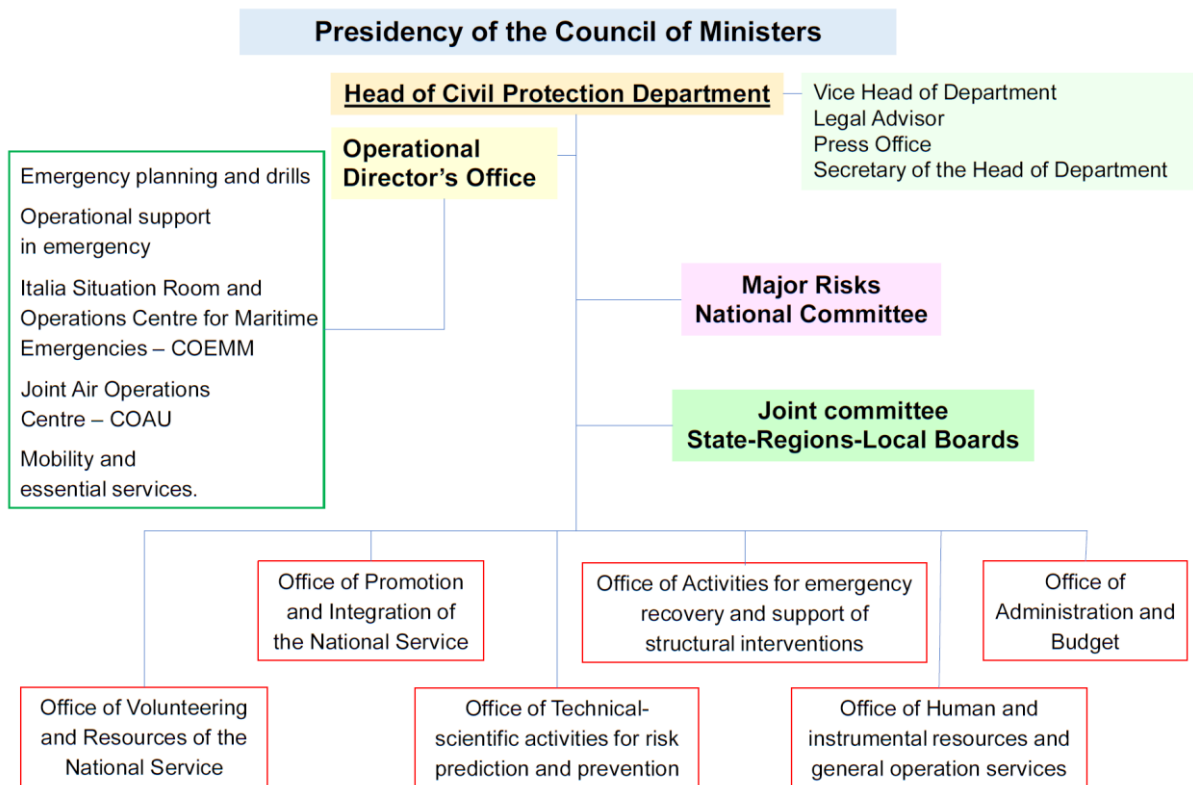 Presidency of the Council of Ministers
Head of Civil Protection Department
Vice Head of Department
Legal Advisor
Press Office
Secretary of the Head of Department
Operational
Director's Office
Emergency planning and drills
Operational support
in emergency
Italia Situation Room and
Operations Centre for Maritime
Emergencies – COEMM
Joint Air Operations
Centre – COAU
Mobility and
essential services.
Major Risks
National Committee
Joint committee
State-Regions-Local Boards
Office of Promotion
and Integration of
the National Service
Office of Activities for emergency
recovery and support of
structural interventions
Office of
Administration and
Budget
Office of Volunteering
and Resources of the
National Service
Office of Technical-
scientific activities for risk
prediction and prevention
Office of Human and
instrumental resources and
general operation services